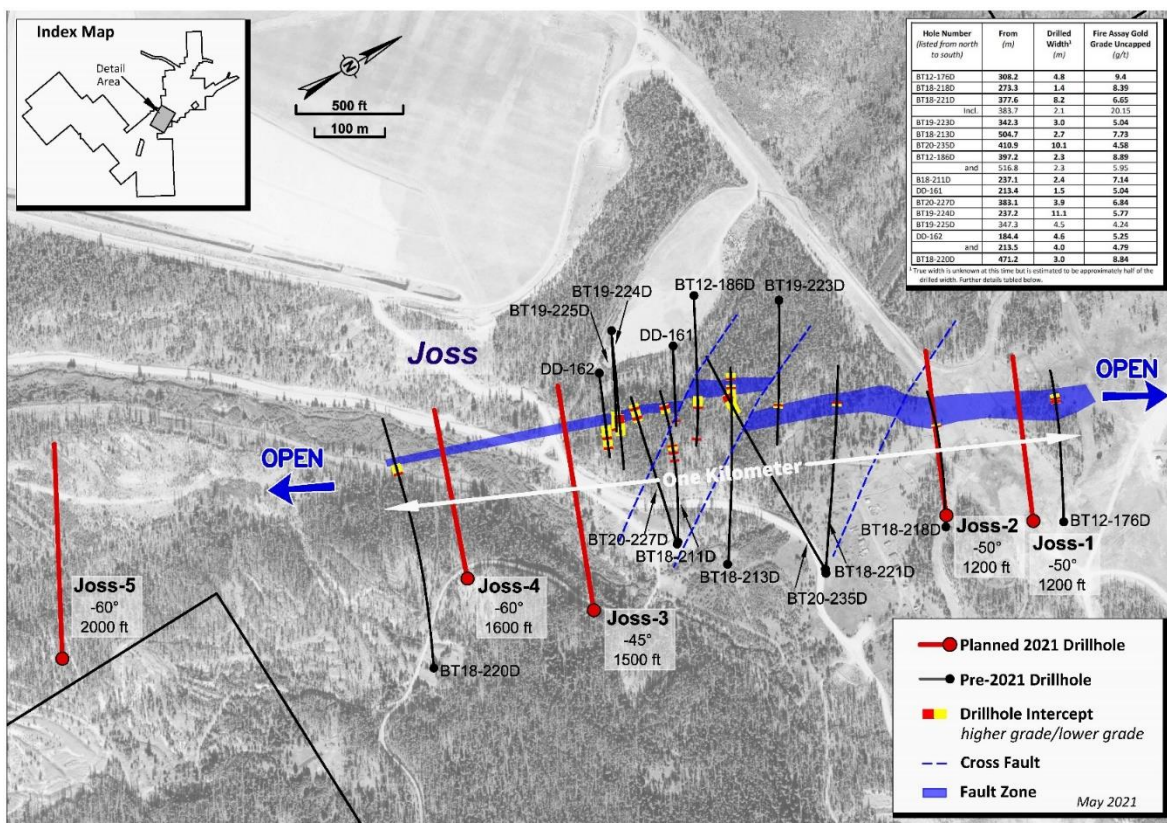 Index Map
Detail
Area
N
500 ft
100 m
Hole Number
(listed from north
to south)
From
(m)
Drilled
Width¹
(m)
Fire Assay Gold
Grade Uncapped
(g/t)
BT12-176D 308.2 4.8 9.4
BT18-218D 273.3 1.4 8.39
BT18-221D 377.6 8.2 6.65
Incl. 383.7 2.1 20.15
BT19-223D 342.3 3.0 5.04
BT18-213D 504.7 2.7 7.73
BT20-235D 410.9 10.1 4.58
BT12-186D 397.2 2.3 8.89
and 516.8 2.3 5.95
B18-211D 237.1 2.4 7.14
DD-161 213.4 1.5 5.04
BT20-227D 383.1 3.9 6.84
BT19-224D 237.2 11.1 5.77
BT19-225D 347.3 4.5 4.24
DD-162 184.4 4.6 5.25
and 213.5 4.0 4.79
BT18-220D 471.2 3.0 8.84
¹ True width is unknown at this time but is estimated to be approximately half of the
drilled width. Further details tabled below.
BT19-224D
BT19-225D
BT12-186D
BT19-223D
DD-161
DD-162
Joss
OPEN
OPEN
One Kilometer
BT20-227D
BT18-211D
BT18-213D
BT18-221D
BT20-235D
BT18-218D
BT12-176D
Joss-2
-50°
1200 ft
Joss-1
-50°
1200 ft
Joss-5
-60°
2000 ft
Joss-4
-60°
1600 ft
Joss-3
-45°
1500 ft
BT18-220D
Planned 2021 Drillhole
Pre-2021 Drillhole
Drillhole Intercept
higher grade/lower grade
Cross Fault
Fault Zone
May 2021